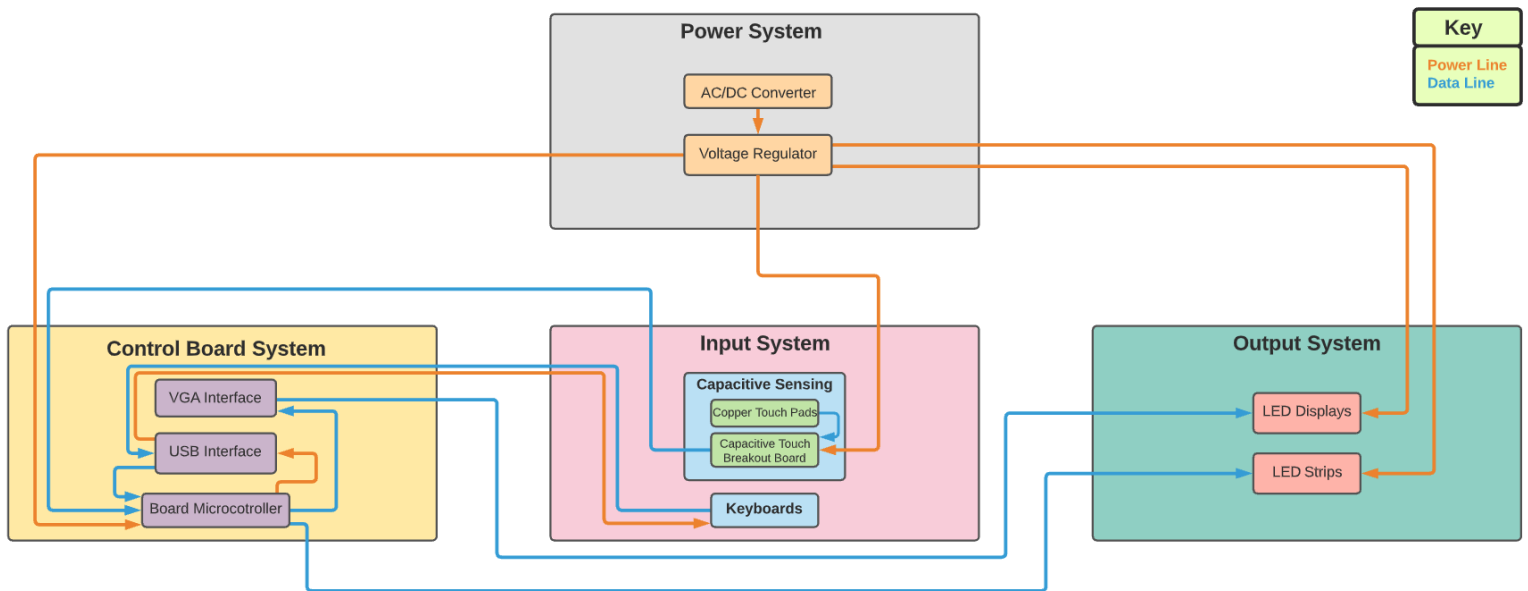 Power System
Key
Power Line
Data Line
AC/DC Converter
Voltage Regulator
Control Board System
VGA Interface
USB Interface
Board Microcotroller
Input System
Capacitive Sensing
Copper Touch Pads
Capacitive Touch
Breakout Board
Keyboards
Output System
LED Displays
LED Strips